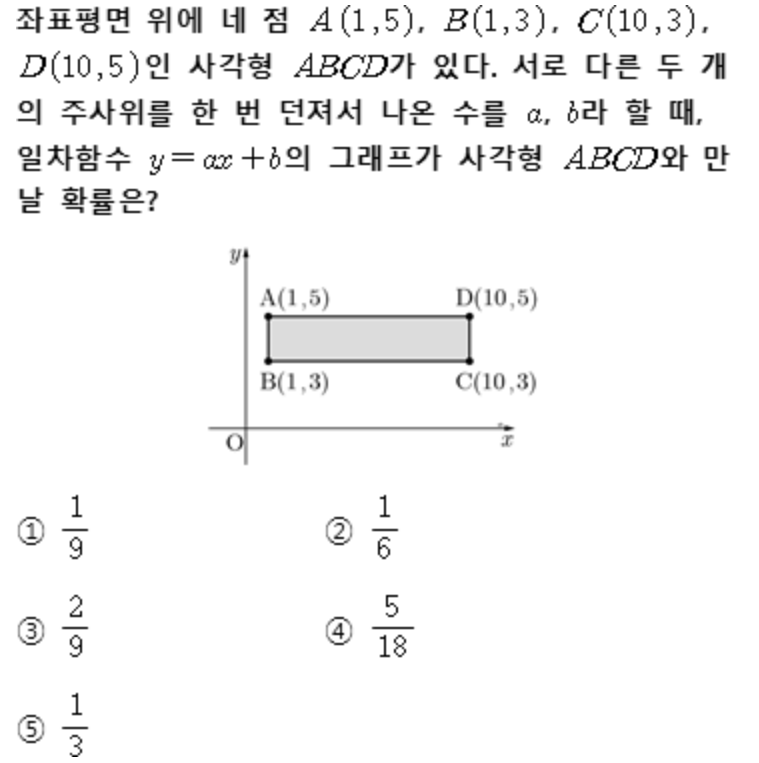 좌표평면 위에 네 점 A(1,5), B(1,3), C(10,3),
D(10,5)인 사각형 ABCD가 있다. 서로 다른 두 개
의 주사위를 한 번 던져서 나온 수를 a, b라 할 때,
일차함수 y=ax+b의 그래프가 사각형 ABCD와 만
날 확률은?
y
A(1,5) D(10,5)
B(1,3) C(10,3)
O x
① 1/9 ② 1/6
③ 2/9 ④ 5/18
⑤ 1/3